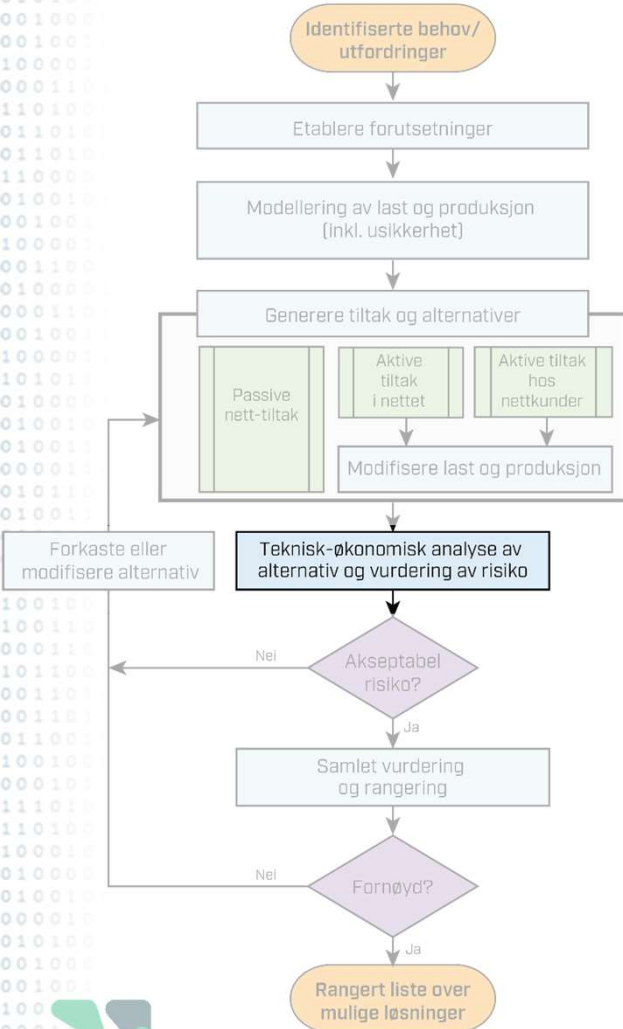 Identifiserte behov/
utfordringer
Etablere forutsetninger
Modellering av last og produksjon
(inkl. usikkerhet)
Generere tiltak og alternativer
Passive
nett-tiltak
Aktive
tiltak
i nettet
Aktive tiltak
hos
nettkunder
Modifisere last og produksjon
Forkaste eller
modifisere alternativ
Teknisk-økonomisk analyse av
alternativ og vurdering av risiko
Nei
Akseptabel
risiko?
Ja
Samlet vurdering
og rangering
Nei
Fornøyd?
Ja
Rangert liste over
mulige løsninger